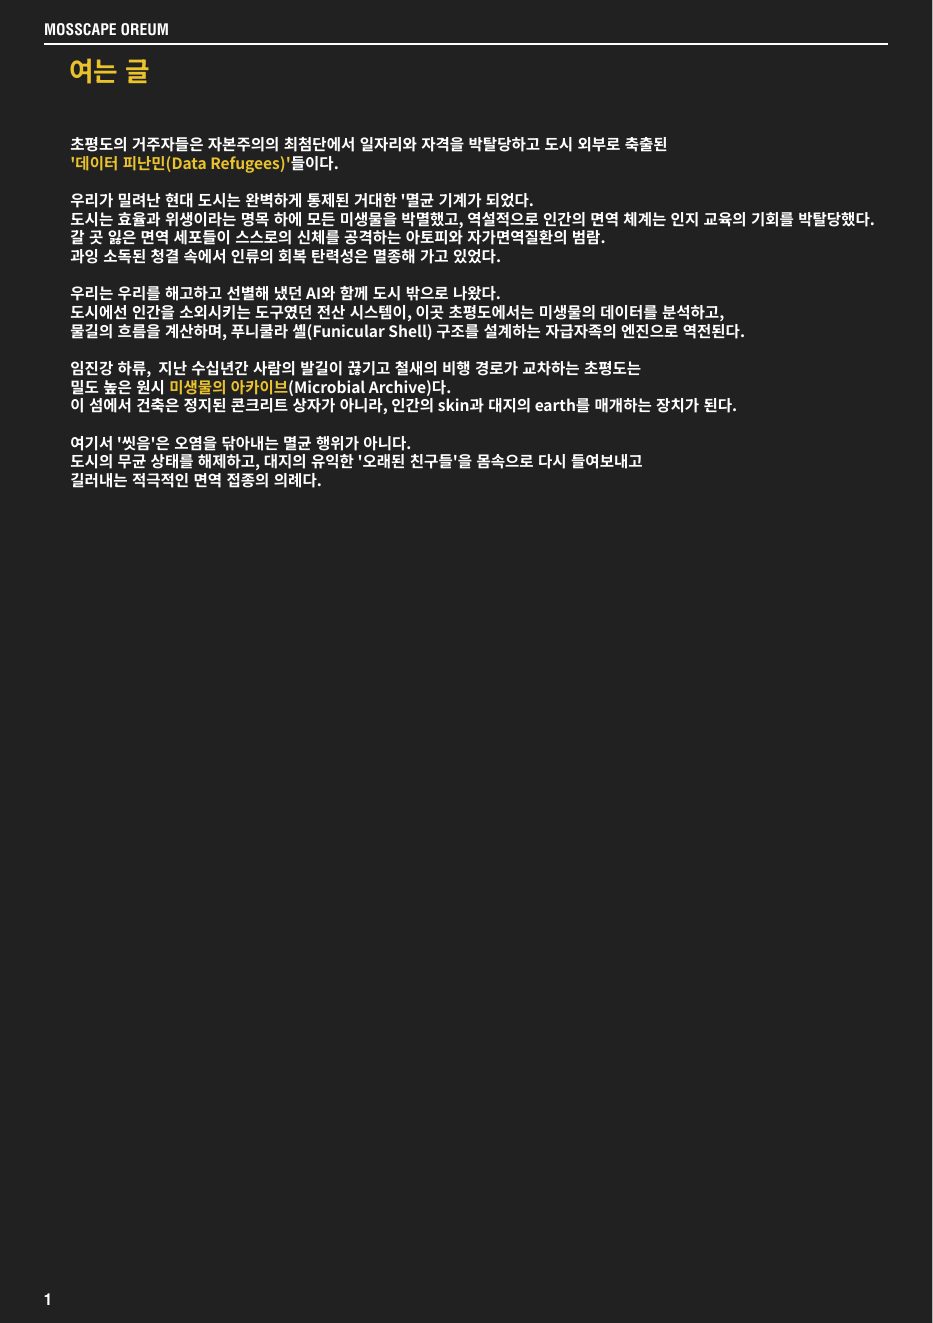 MOSSCAPE OREUM
여는 글
초평도의 거주자들은 자본주의의 최첨단에서 일자리와 자격을 박탈당하고 도시 외부로 축출된
'데이터 피난민(Data Refugees)'들이다.
우리가 밀려난 현대 도시는 완벽하게 통제된 거대한 '멸균 기계가 되었다.
도시는 효율과 위생이라는 명목 하에 모든 미생물을 박멸했고, 역설적으로 인간의 면역 체계는 인지 교육의 기회를 박탈당했다.
갈 곳 잃은 면역 세포들이 스스로의 신체를 공격하는 아토피와 자가면역질환의 범람.
과잉 소독된 청결 속에서 인류의 회복 탄력성은 멸종해 가고 있었다.
우리는 우리를 해고하고 선별해 냈던 AI와 함께 도시 밖으로 나왔다.
도시에선 인간을 소외시키는 도구였던 전산 시스템이, 이곳 초평도에서는 미생물의 데이터를 분석하고,
물길의 흐름을 계산하며, 푸니쿨라 셸(Funicular Shell) 구조를 설계하는 자급자족의 엔진으로 역전된다.
임진강 하류, 지난 수십년간 사람의 발길이 끊기고 철새의 비행 경로가 교차하는 초평도는
밀도 높은 원시 미생물의 아카이브(Microbial Archive)다.
이 섬에서 건축은 정지된 콘크리트 상자가 아니라, 인간의 skin과 대지의 earth를 매개하는 장치가 된다.
여기서 '씻음'은 오염을 닦아내는 멸균 행위가 아니다.
도시의 무균 상태를 해제하고, 대지의 유익한 '오래된 친구들'을 몸속으로 다시 들여보내고
길러내는 적극적인 면역 접종의 의례다.
1